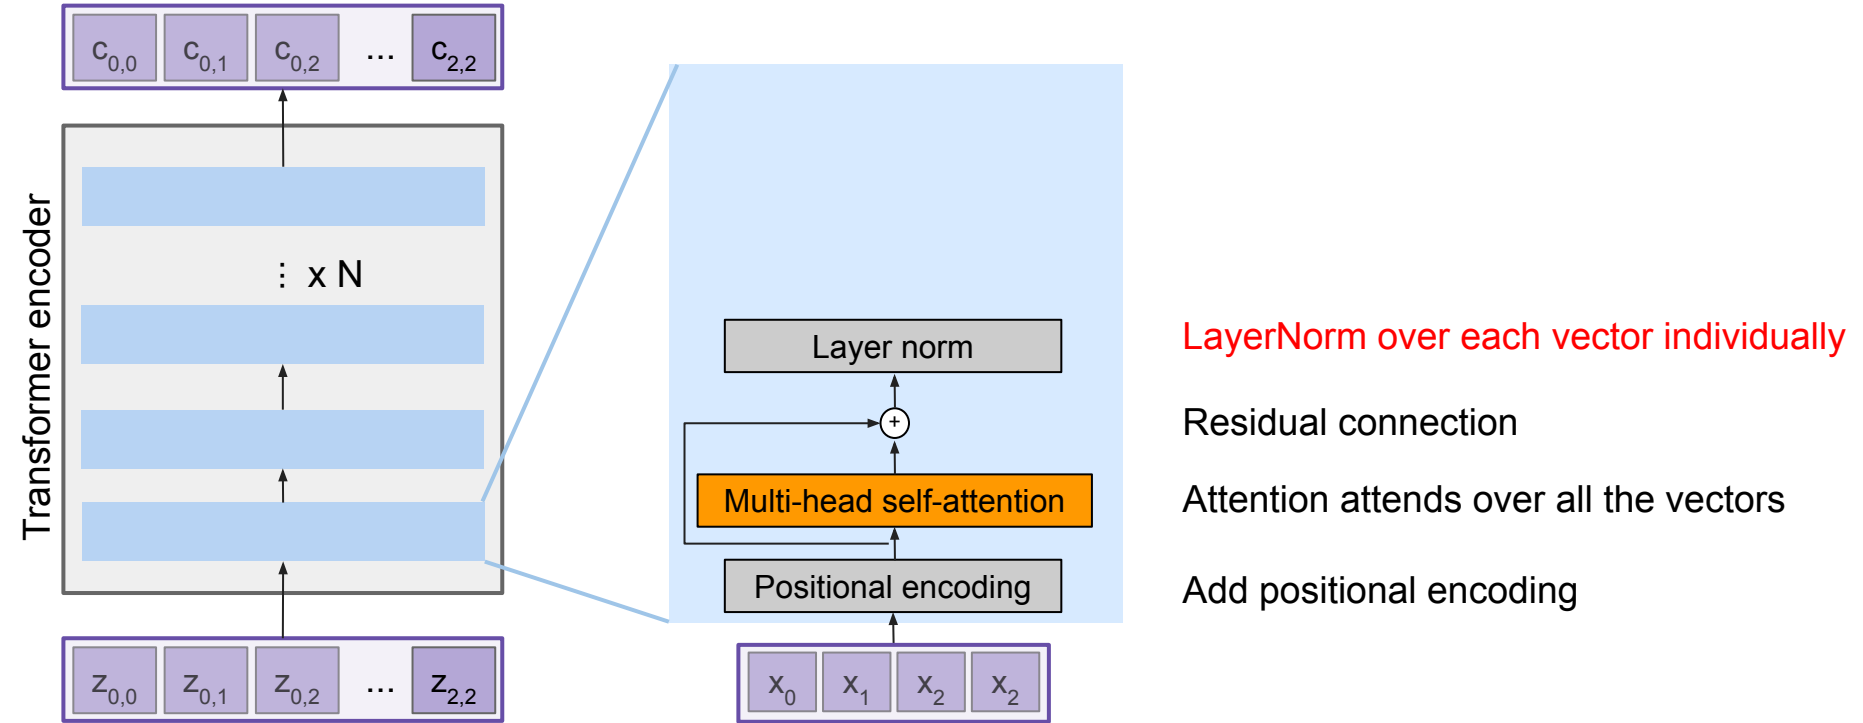 c0,0 c0,1 c0,2 ... c2,2
Transformer encoder
⋮ x N
z0,0 z0,1 z0,2 ... z2,2
Layer norm
+
Multi-head self-attention
Positional encoding
x0 x1 x2 x2
LayerNorm over each vector individually
Residual connection
Attention attends over all the vectors
Add positional encoding